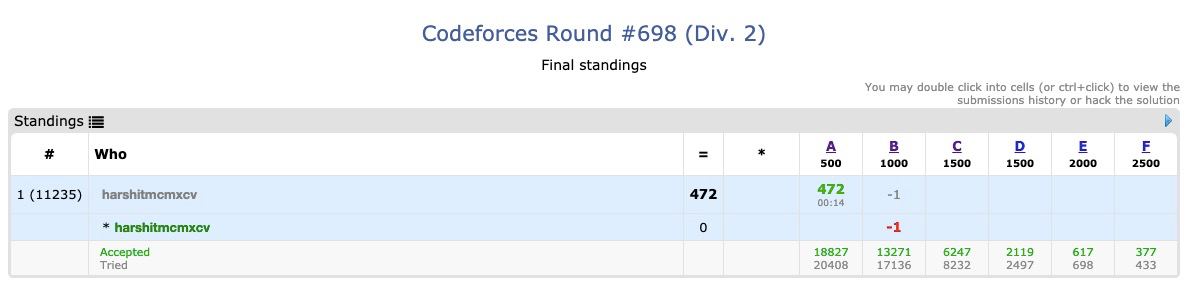 Codeforces Round #698 (Div. 2)
Final standings
You may double click into cells (or ctrl+click) to view the
submissions history or hack the solution
Standings
# Who = * A B C D E F
500 1000 1500 1500 2000 2500
1 (11235) harshitmcmxcv 472 472 -1
00:14
* harshitmcmxcv 0 -1
Accepted 18827 13271 6247 2119 617 377
Tried 20408 17136 8232 2497 698 433